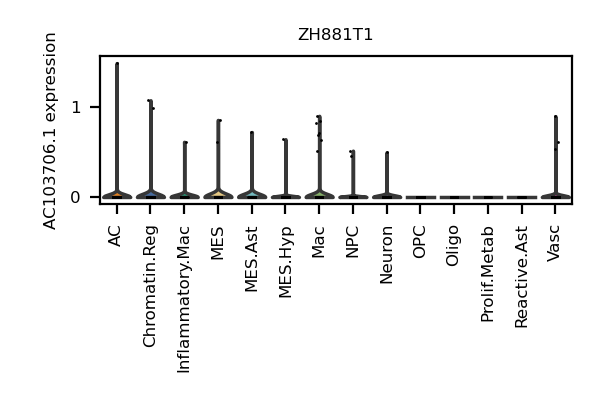 ZH881T1
AC103706.1 expression
1
0
AC
Chromatin.Reg
Inflammatory.Mac
MES
MES.Ast
MES.Hyp
Mac
NPC
Neuron
OPC
Oligo
Prolif.Metab
Reactive.Ast
Vasc